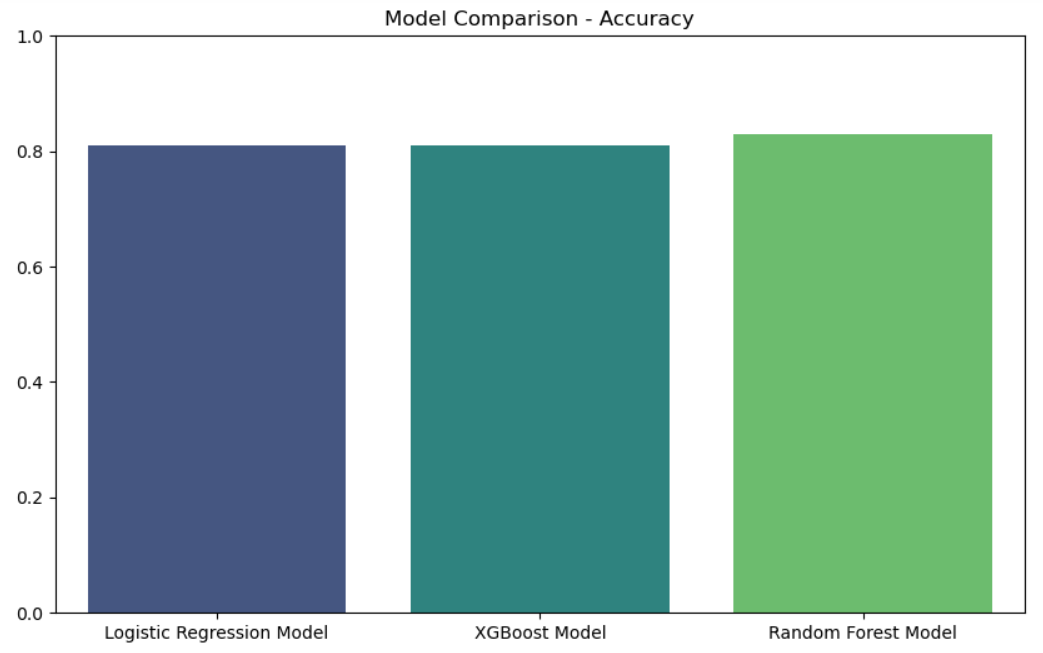 Model Comparison - Accuracy
1.0
0.8
0.6
0.4
0.2
0.0
Logistic Regression Model
XGBoost Model
Random Forest Model